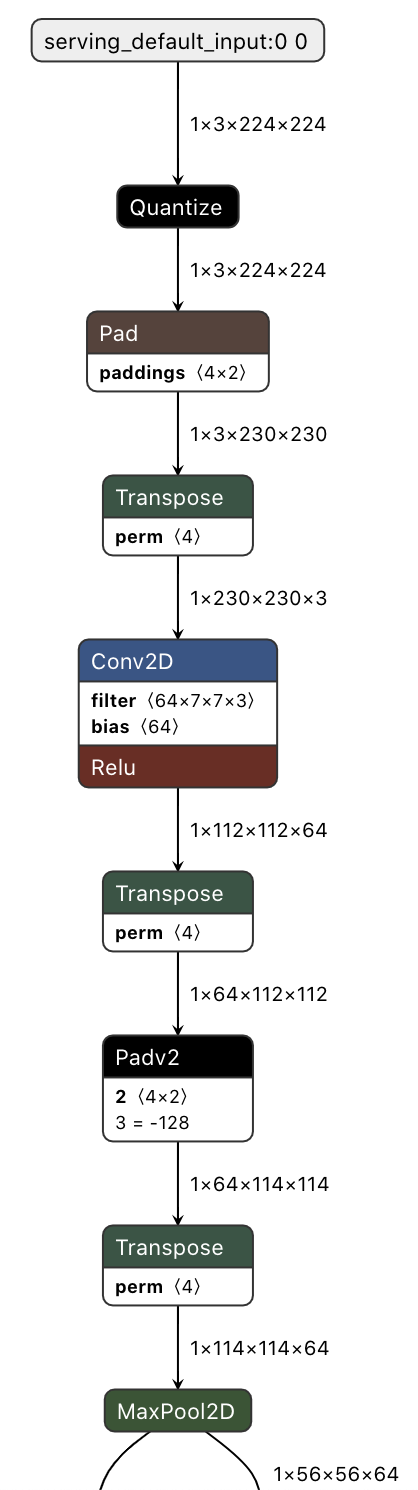 serving_default_input:0 0
1×3×224×224
Quantize
1×3×224×224
Pad
paddings ⟨4×2⟩
1×3×230×230
Transpose
perm ⟨4⟩
1×230×230×3
Conv2D
filter ⟨64×7×7×3⟩
bias ⟨64⟩
Relu
1×112×112×64
Transpose
perm ⟨4⟩
1×64×112×112
Padv2
2 ⟨4×2⟩
3 = -128
1×64×114×114
Transpose
perm ⟨4⟩
1×114×114×64
MaxPool2D
1×56×56×64